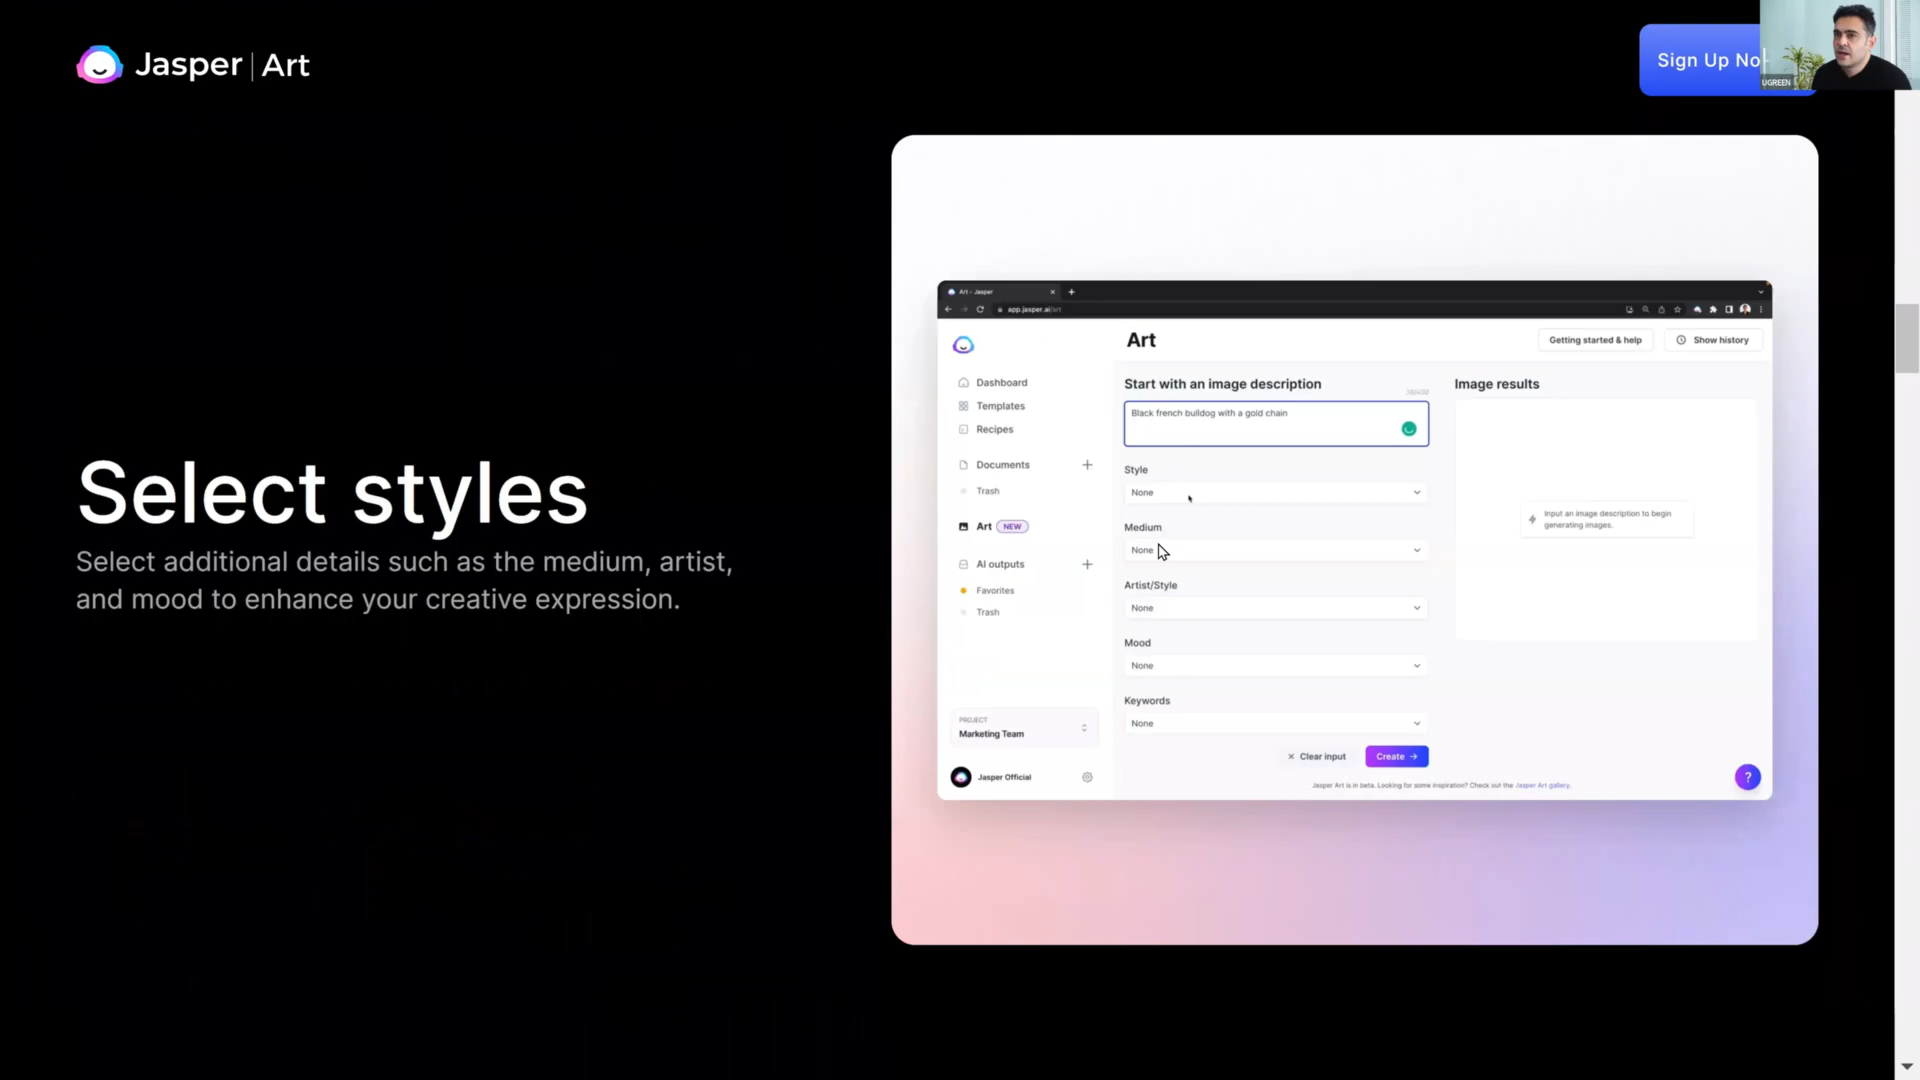 Jasper | Art
Sign Up No
UGREEN
Select styles
Select additional details such as the medium, artist,
and mood to enhance your creative expression.
Art - Jasper
app.jasper.ai/art
Art
Getting started & help
Show history
Dashboard
Templates
Recipes
Documents
Trash
Art NEW
AI outputs
Favorites
Trash
PROJECT
Marketing Team
Jasper Official
Start with an image description
Black french bulldog with a gold chain
Style
None
Medium
None
Artist/Style
None
Mood
None
Keywords
None
Clear input
Create →
Image results
Input an image description to begin
generating images.
Jasper Art is in beta. Looking for some inspiration? Check out the Jasper Art gallery.
?